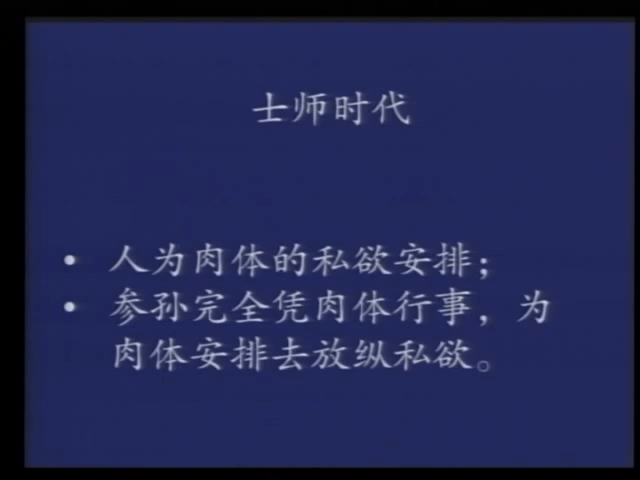 士师时代
• 人为肉体的私欲安排；
• 参孙完全凭肉体行事，为
肉体安排去放纵私欲。